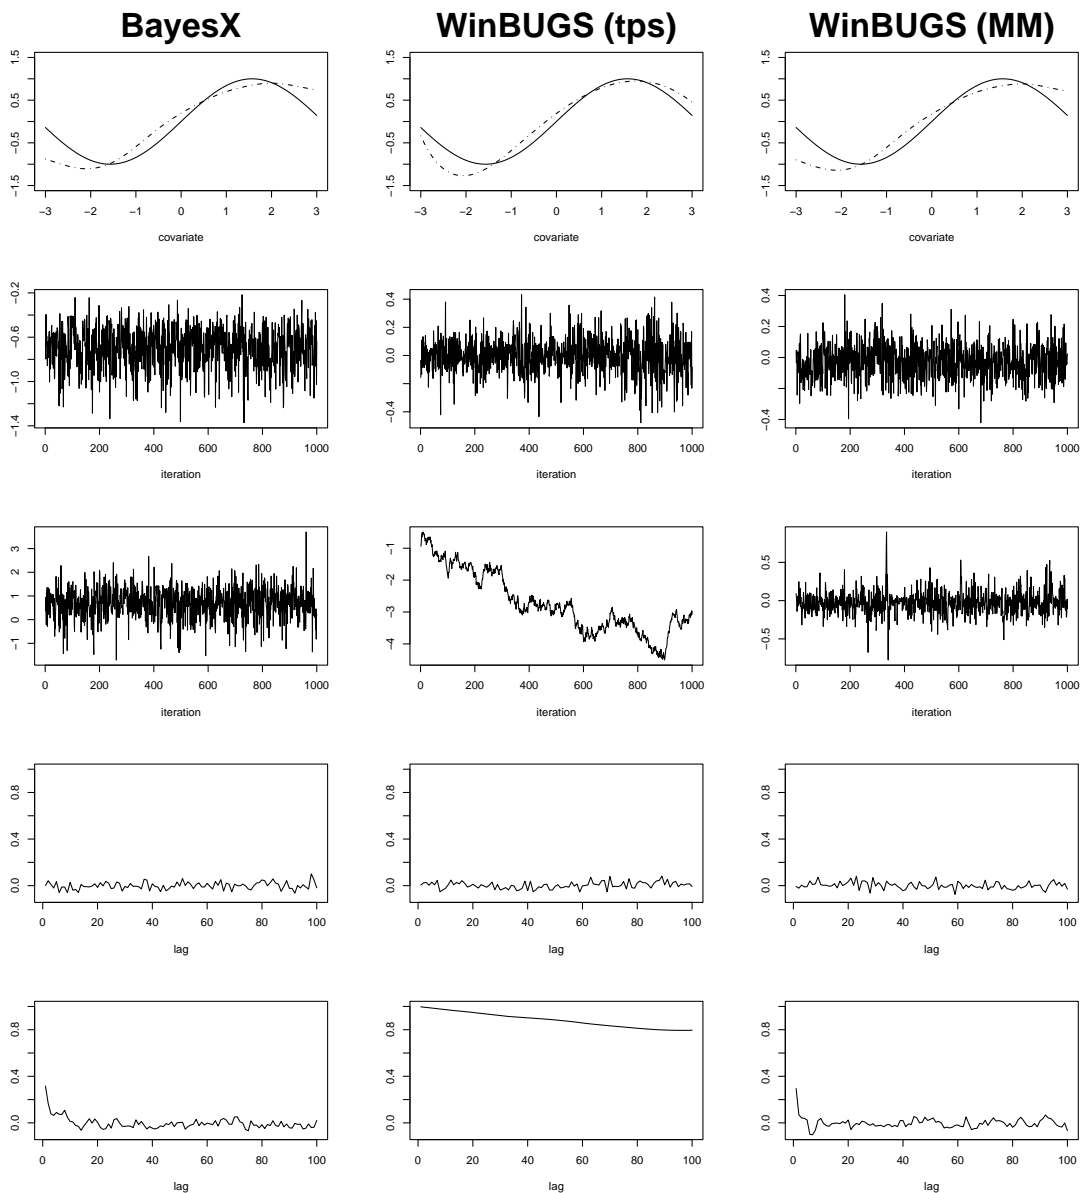 BayesX
WinBUGS (tps)
WinBUGS (MM)
−1.5 −0.5 0.5 1.5
−3 −2 −1 0 1 2 3
covariate
−1.5 −0.5 0.5 1.5
−3 −2 −1 0 1 2 3
covariate
−1.5 −0.5 0.5 1.5
−3 −2 −1 0 1 2 3
covariate
−1.4 −1.0 −0.6 −0.2
0 200 400 600 800 1000
iteration
−0.4 0.0 0.2 0.4
0 200 400 600 800 1000
iteration
−0.4 0.0 0.2 0.4
0 200 400 600 800 1000
iteration
−1 0 1 2 3
0 200 400 600 800 1000
iteration
−4 −3 −2 −1
0 200 400 600 800 1000
iteration
−0.5 0.0 0.5
0 200 400 600 800 1000
iteration
0.0 0.4 0.8
0 20 40 60 80 100
lag
0.0 0.4 0.8
0 20 40 60 80 100
lag
0.0 0.4 0.8
0 20 40 60 80 100
lag
0.0 0.4 0.8
0 20 40 60 80 100
lag
0.0 0.4 0.8
0 20 40 60 80 100
lag
0.0 0.4 0.8
0 20 40 60 80 100
lag